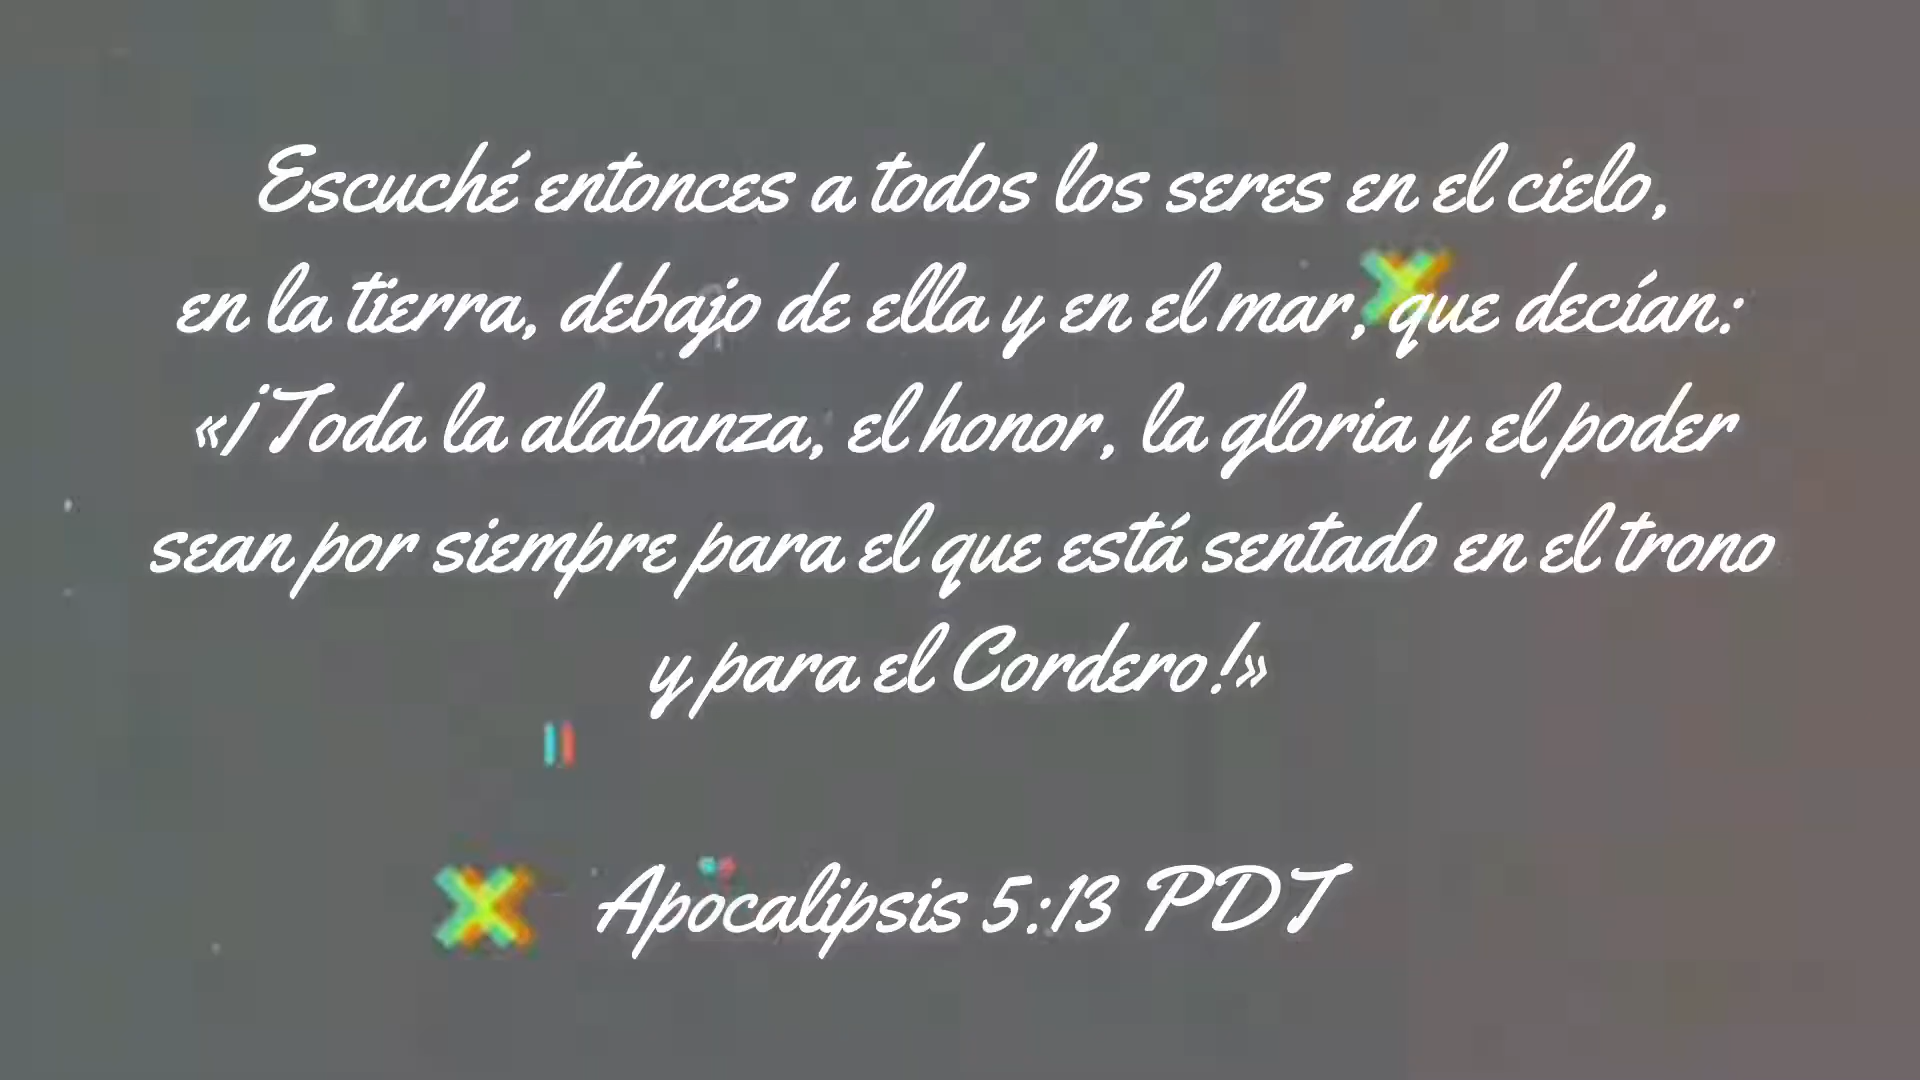 Escuché entonces a todos los seres en el cielo,
en la tierra, debajo de ella y en el mar, que decían:
«¡Toda la alabanza, el honor, la gloria y el poder
sean por siempre para el que está sentado en el trono
y para el Cordero!»
Apocalipsis 5:13 PDT